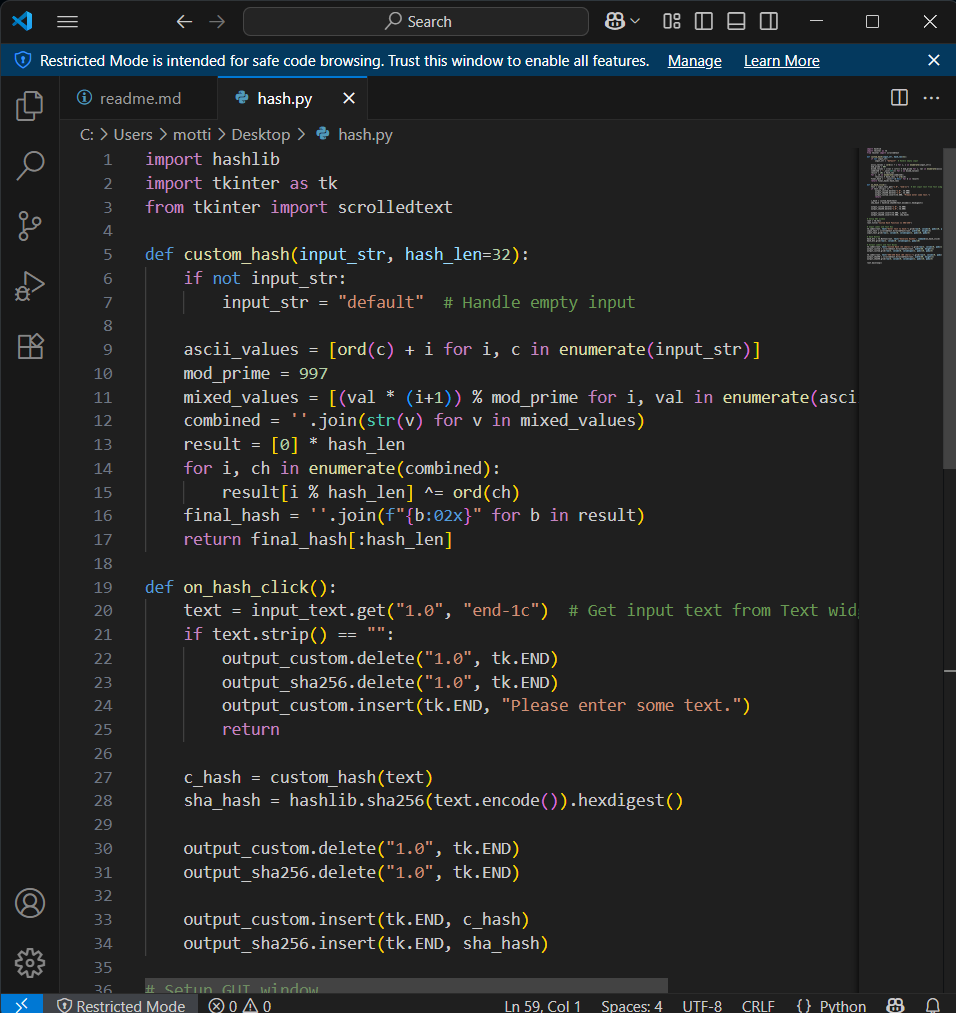 Search
Restricted Mode is intended for safe code browsing. Trust this window to enable all features. Manage Learn More
readme.md hash.py
C: > Users > motti > Desktop > hash.py
1 import hashlib
2 import tkinter as tk
3 from tkinter import scrolledtext
4
5 def custom_hash(input_str, hash_len=32):
6     if not input_str:
7         input_str = "default"  # Handle empty input
8
9     ascii_values = [ord(c) + i for i, c in enumerate(input_str)]
10     mod_prime = 997
11     mixed_values = [(val * (i+1)) % mod_prime for i, val in enumerate(asci
12     combined = ''.join(str(v) for v in mixed_values)
13     result = [0] * hash_len
14     for i, ch in enumerate(combined):
15         result[i % hash_len] ^= ord(ch)
16     final_hash = ''.join(f"{b:02x}" for b in result)
17     return final_hash[:hash_len]
18
19 def on_hash_click():
20     text = input_text.get("1.0", "end-1c")  # Get input text from Text wid
21     if text.strip() == "":
22         output_custom.delete("1.0", tk.END)
23         output_sha256.delete("1.0", tk.END)
24         output_custom.insert(tk.END, "Please enter some text.")
25         return
26
27     c_hash = custom_hash(text)
28     sha_hash = hashlib.sha256(text.encode()).hexdigest()
29
30     output_custom.delete("1.0", tk.END)
31     output_sha256.delete("1.0", tk.END)
32
33     output_custom.insert(tk.END, c_hash)
34     output_sha256.insert(tk.END, sha_hash)
35
36 # Setup GUI window
Restricted Mode 0 0 Ln 59, Col 1 Spaces: 4 UTF-8 CRLF {} Python